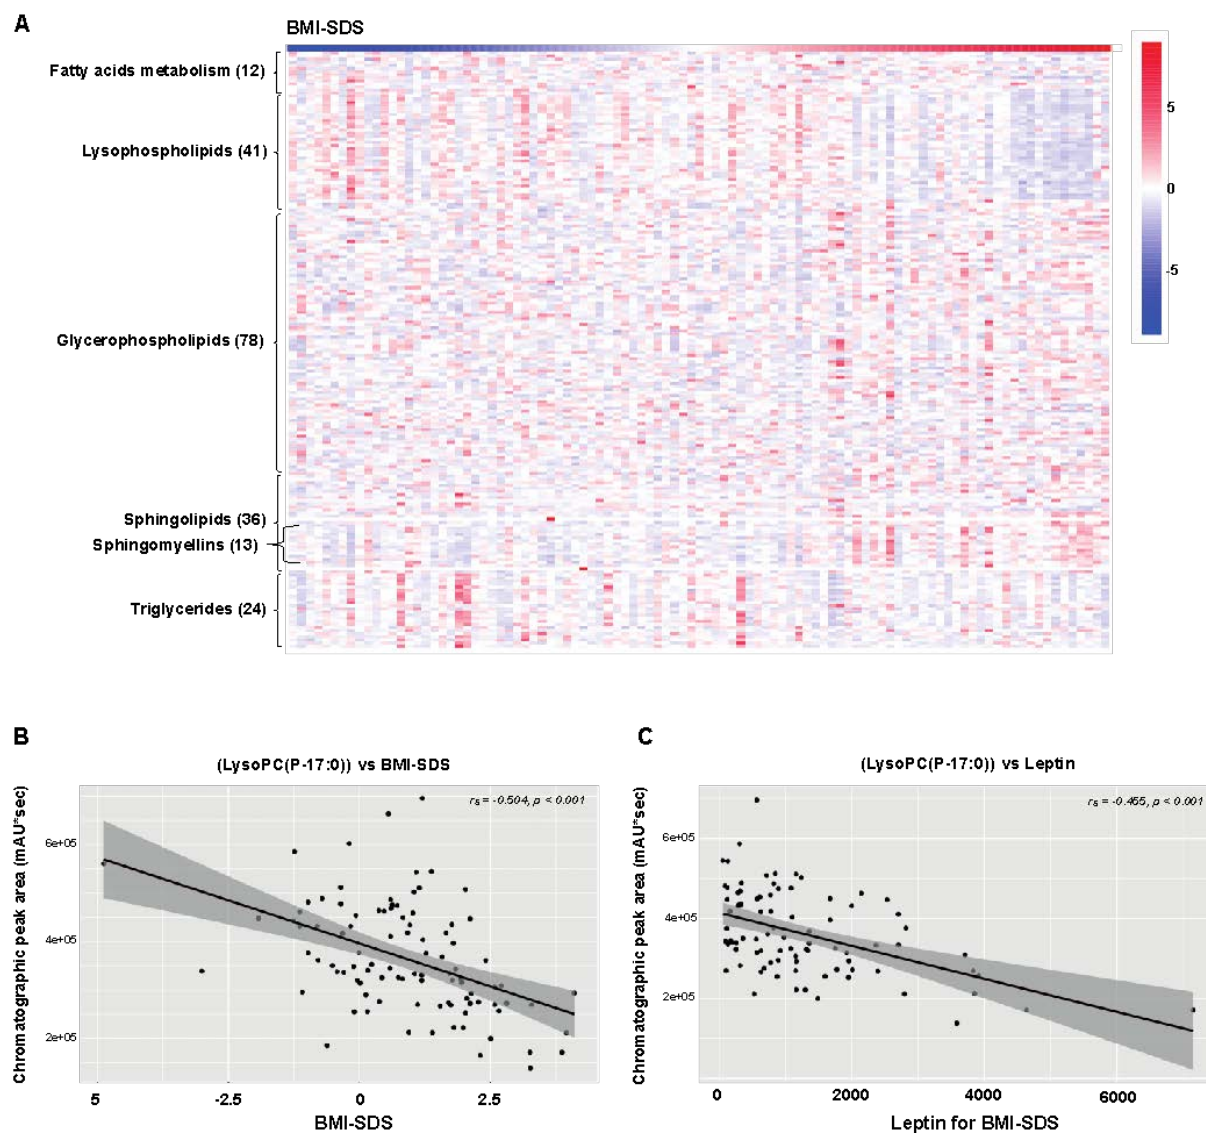 A
BMI-SDS
Fatty acids metabolism (12)
Lysophospholipids (41)
Glycerophospholipids (78)
Sphingolipids (36)
Sphingomyellins (13)
Triglycerides (24)
5
0
-5
B
(LysoPC(P-17:0)) vs BMI-SDS
rs = -0.504, p < 0.001
Chromatographic peak area (mAU*sec)
6e+05
4e+05
2e+05
5
-2.5
0
2.5
BMI-SDS
C
(LysoPC(P-17:0)) vs Leptin
rs = -0.455, p < 0.001
Chromatographic peak area (mAU*sec)
6e+05
4e+05
2e+05
0
2000
4000
6000
Leptin for BMI-SDS